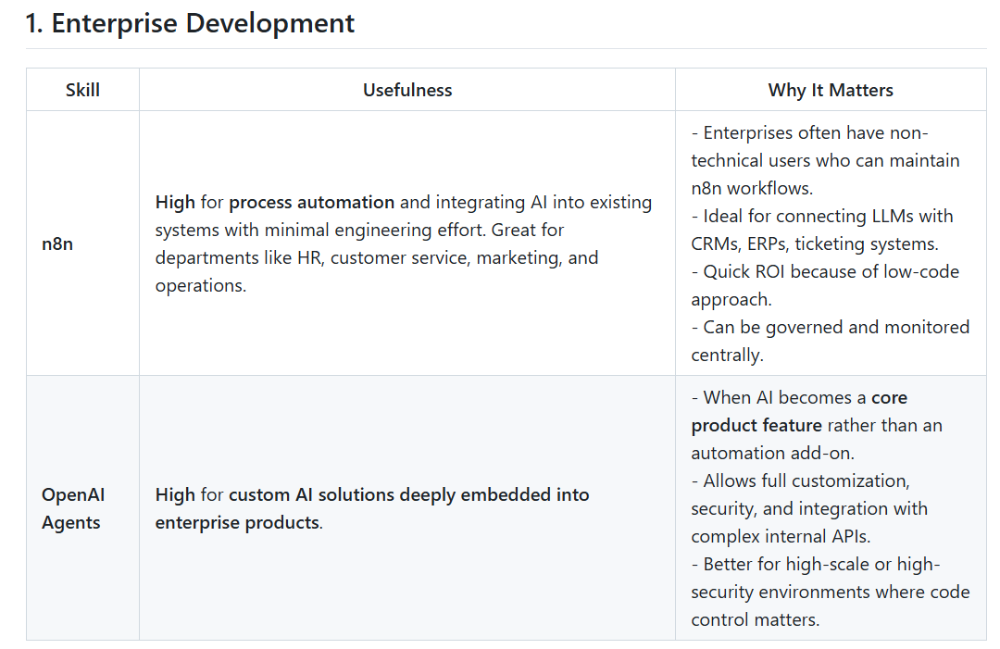 1. Enterprise Development
Skill
Usefulness
Why It Matters
n8n
High for process automation and integrating AI into existing
systems with minimal engineering effort. Great for
departments like HR, customer service, marketing, and
operations.
- Enterprises often have non-
technical users who can maintain
n8n workflows.
- Ideal for connecting LLMs with
CRMs, ERPs, ticketing systems.
- Quick ROI because of low-code
approach.
- Can be governed and monitored
centrally.
OpenAI
Agents
High for custom AI solutions deeply embedded into
enterprise products.
- When AI becomes a core
product feature rather than an
automation add-on.
- Allows full customization,
security, and integration with
complex internal APIs.
- Better for high-scale or high-
security environments where code
control matters.